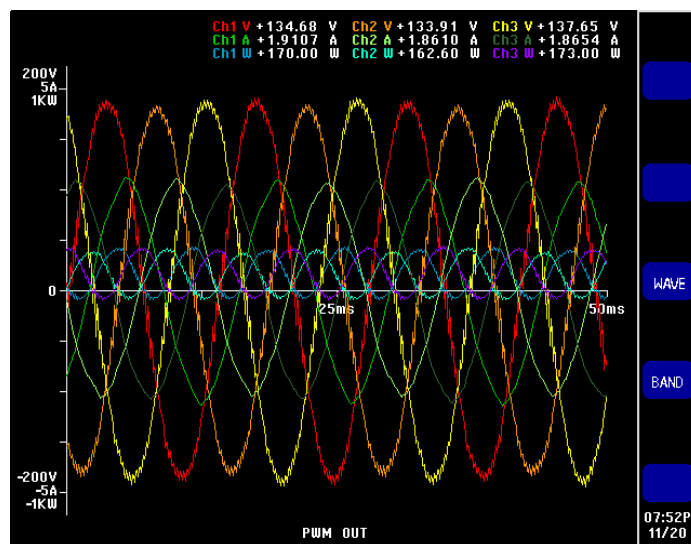 Ch1 V +134.68 V Ch2 V +133.91 V Ch3 V +137.65 V
Ch1 A +1.9107 A Ch2 A +1.8610 A Ch3 A +1.8654 A
Ch1 W +170.00 W Ch2 W +162.60 W Ch3 W +173.00 W
200V
5A
1KW
0
25ms
50ms
-200V
-5A
-1KW
PWM OUT
WAVE
BAND
07:52P
11/20